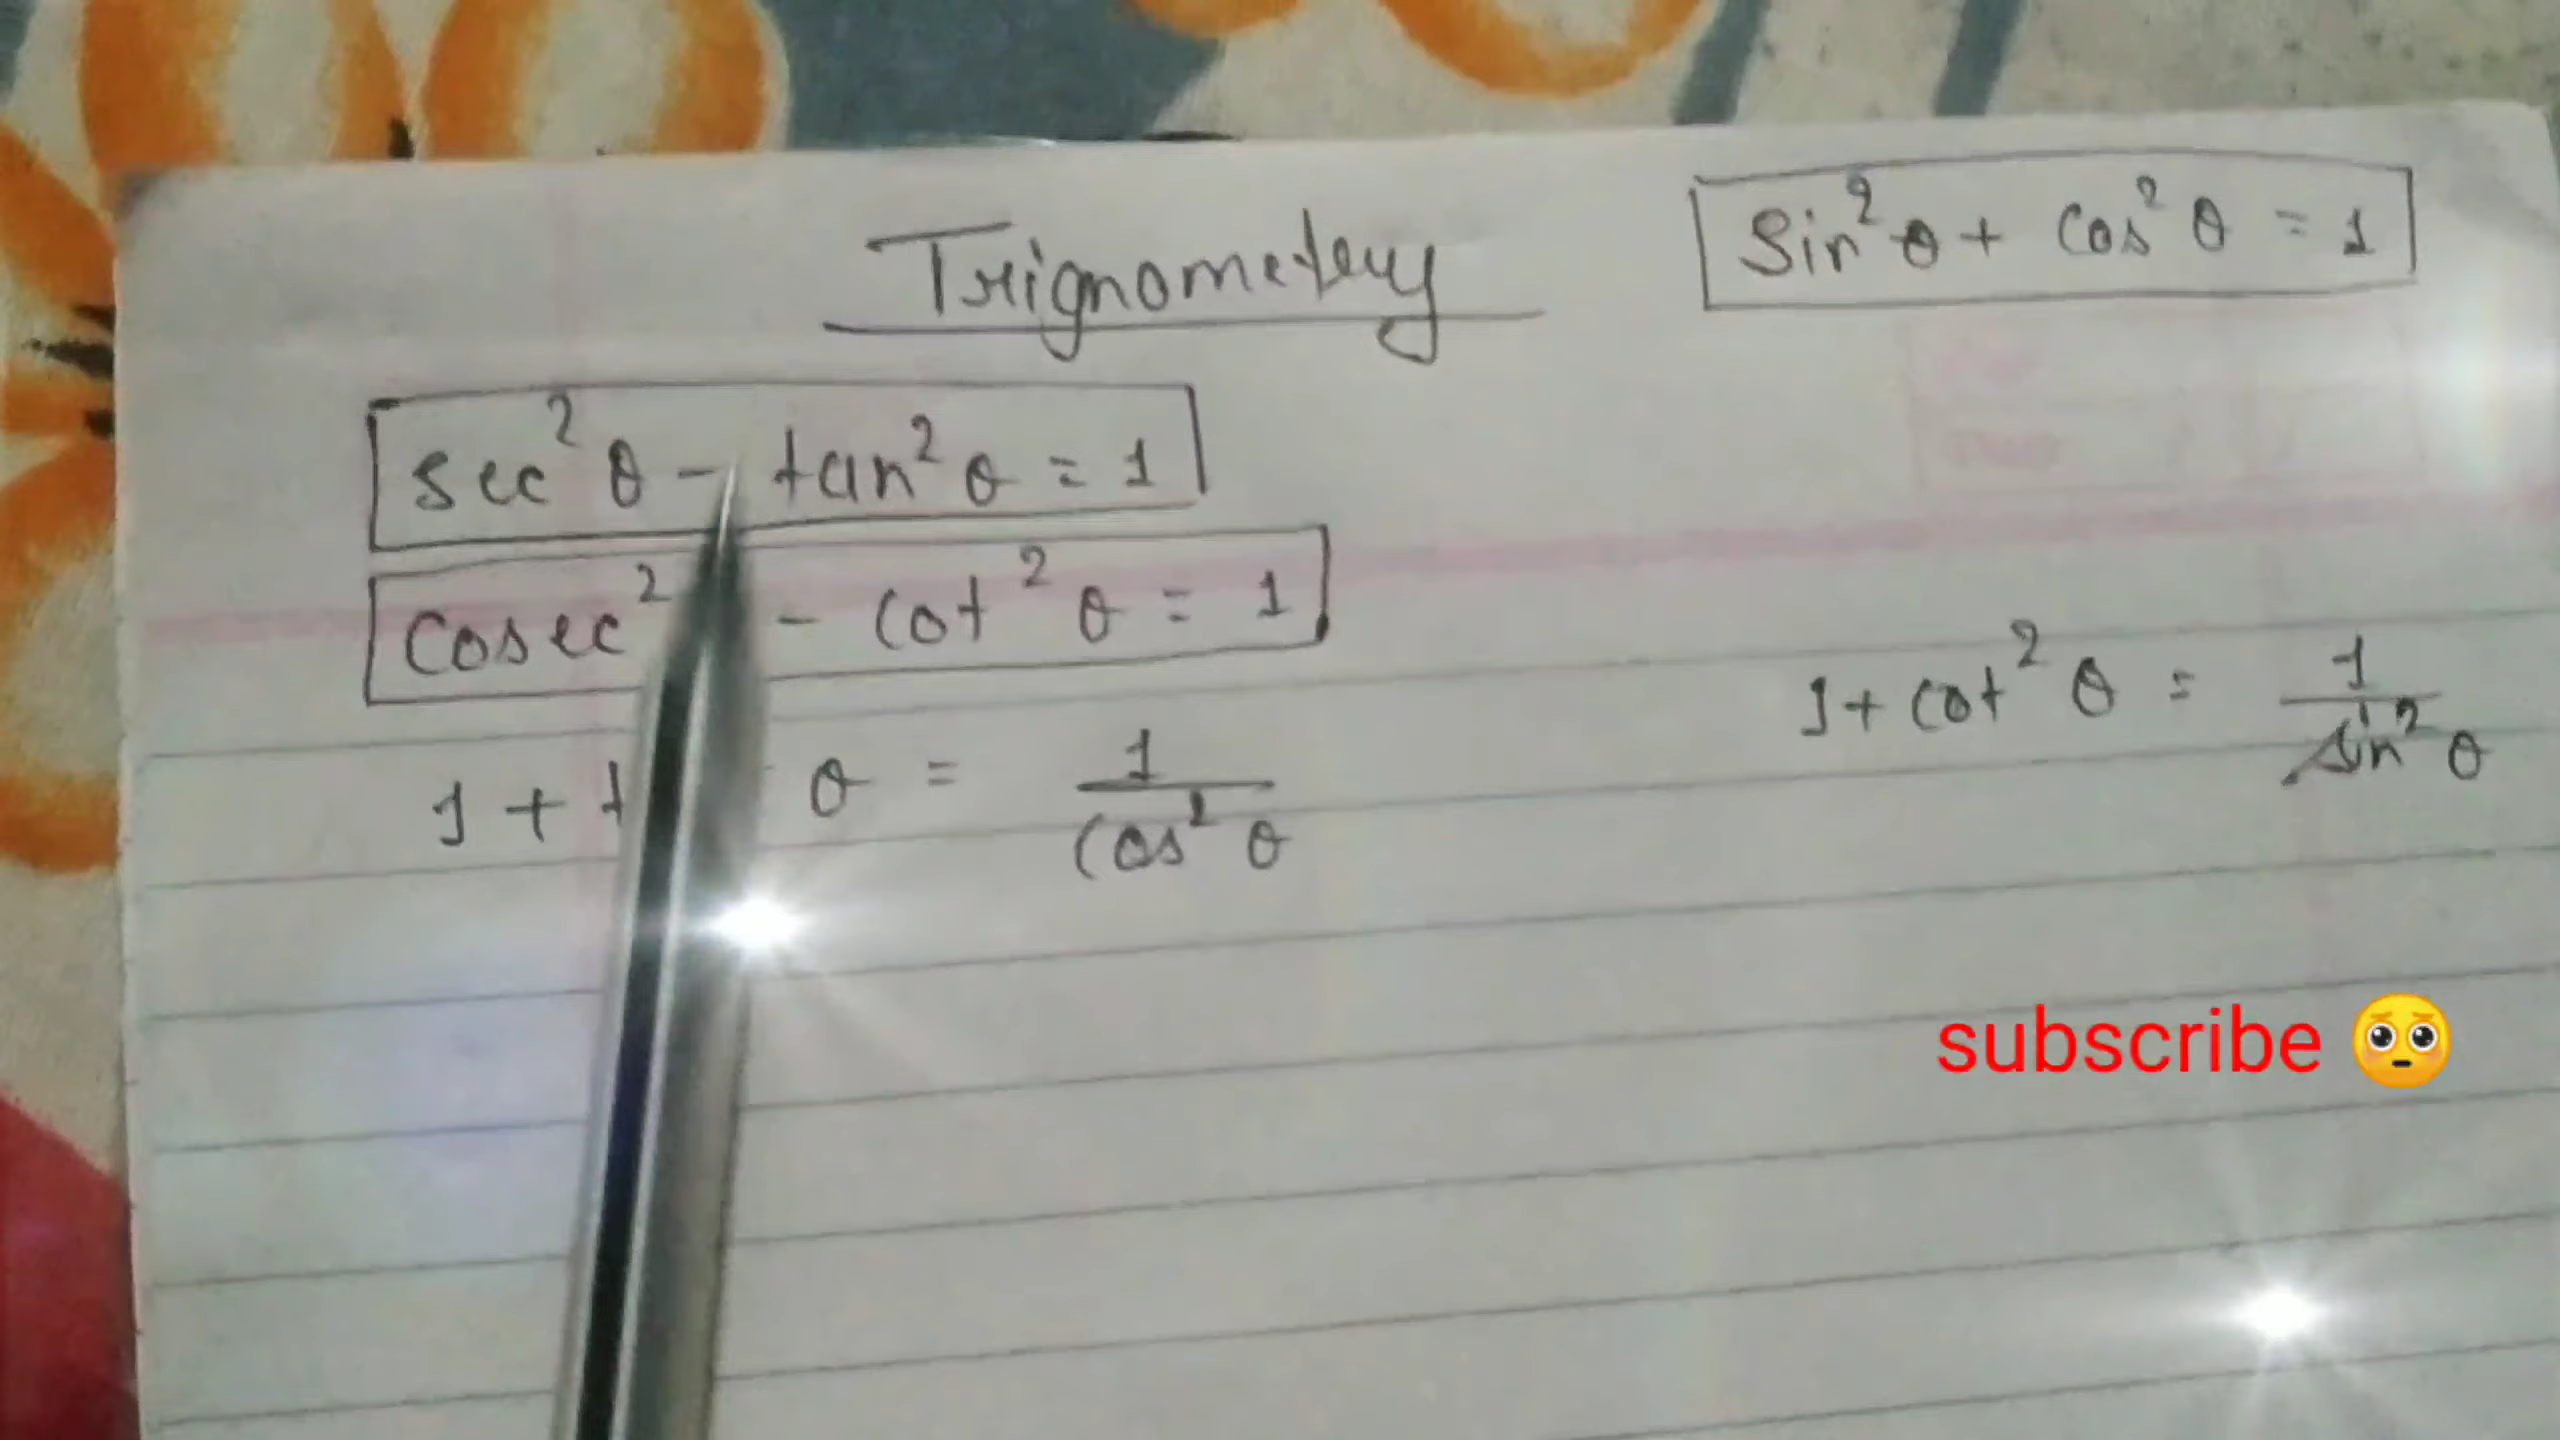 Trignometry
Sin²θ + Cos²θ = 1
sec²θ - tan²θ = 1
Cosec² - Cot²θ = 1
1 + cot²θ = 1/sin²θ
1 + t θ = 1/Cos²θ
subscribe 🥺